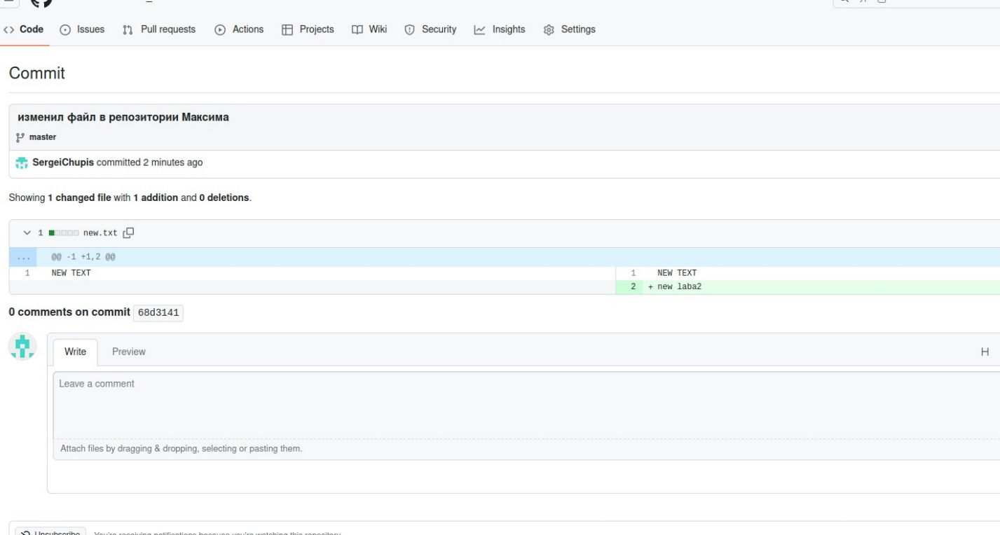 Code Issues Pull requests Actions Projects Wiki Security Insights Settings
Commit
изменил файл в репозитории Максима
master
SergeiChupis committed 2 minutes ago
Showing 1 changed file with 1 addition and 0 deletions.
1 new.txt
... @@ -1 +1,2 @@
1 NEW TEXT 1 NEW TEXT
2 + new laba2
0 comments on commit 68d3141
Write Preview H
Leave a comment
Attach files by dragging & dropping, selecting or pasting them.
Unsubscribe You're receiving notifications because you're watching this repository.